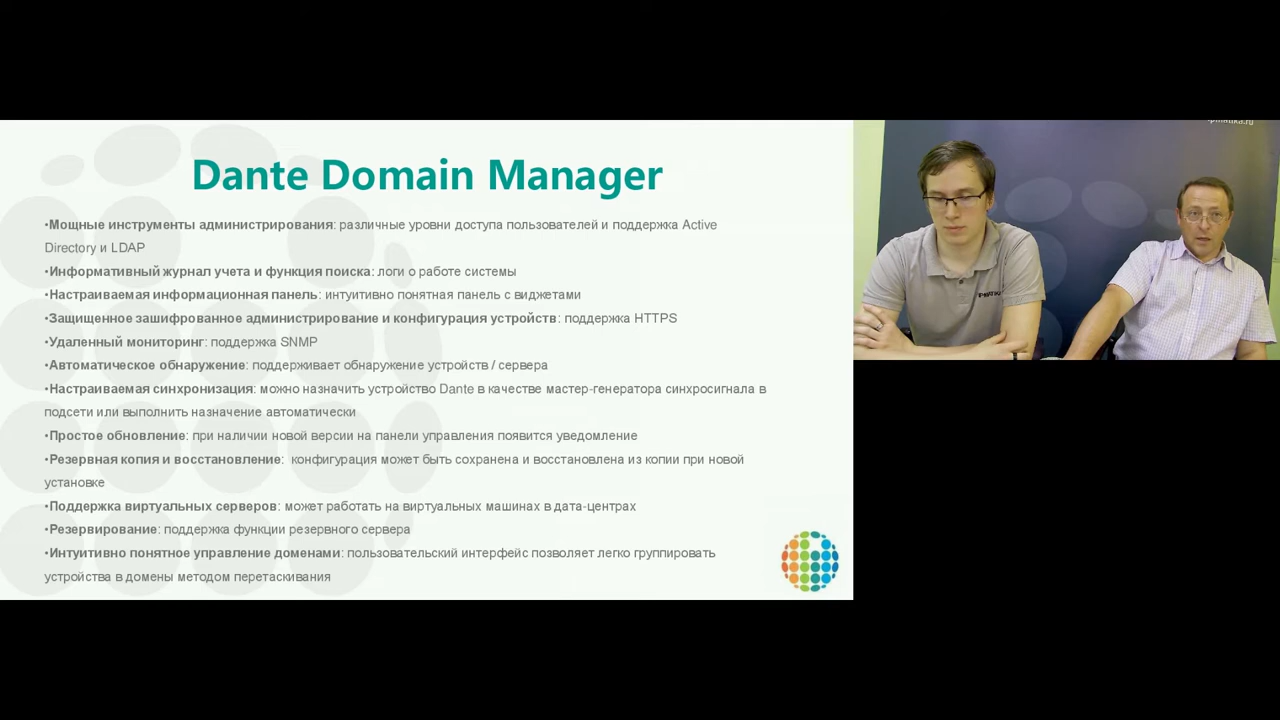 Dante Domain Manager
•Мощные инструменты администрирования: различные уровни доступа пользователей и поддержка Active
Directory и LDAP
•Информативный журнал учета и функция поиска: логи о работе системы
•Настраиваемая информационная панель: интуитивно понятная панель с виджетами
•Защищенное зашифрованное администрирование и конфигурация устройств: поддержка HTTPS
•Удаленный мониторинг: поддержка SNMP
•Автоматическое обнаружение: поддерживает обнаружение устройств / сервера
•Настраиваемая синхронизация: можно назначить устройство Dante в качестве мастер-генератора синхросигнала в
подсети или выполнить назначение автоматически
•Простое обновление: при наличии новой версии на панели управления появится уведомление
•Резервная копия и восстановление: конфигурация может быть сохранена и восстановлена из копии при новой
установке
•Поддержка виртуальных серверов: может работать на виртуальных машинах в дата-центрах
•Резервирование: поддержка функции резервного сервера
•Интуитивно понятное управление доменами: пользовательский интерфейс позволяет легко группировать
устройства в домены методом перетаскивания